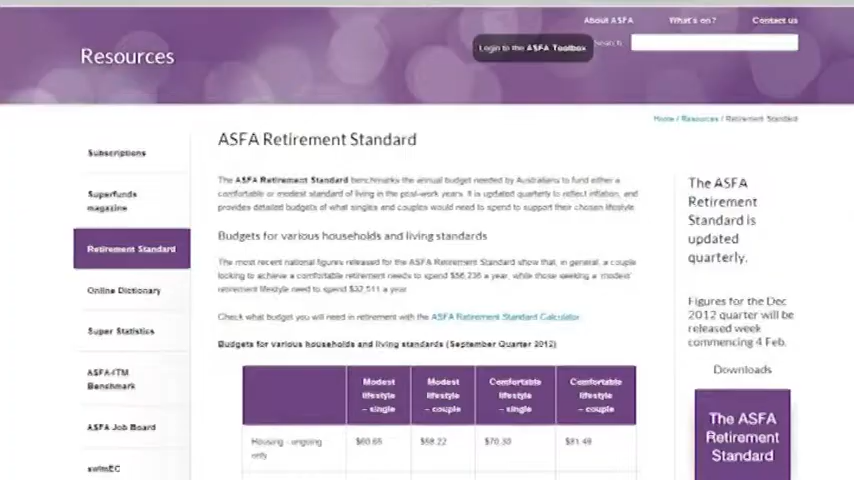 About ASFA
What's on?
Contact us
Resources
Login to the ASFA Toolbox
Search:
Home / Resources / Retirement Standard
ASFA Retirement Standard
Subscriptions
Superfunds
magazine
Retirement Standard
Online Dictionary
Super Statistics
ASFA-ITM
Benchmark
ASFA Job Board
swimEC
The ASFA Retirement Standard benchmarks the annual budget needed by Australians to fund either a
comfortable or modest standard of living in the post-work years. It is updated quarterly to reflect inflation, and
provides detailed budgets of what singles and couples would need to spend to support their chosen lifestyle.
Budgets for various households and living standards
The most recent national figures released for the ASFA Retirement Standard show that, in general, a couple
looking to achieve a comfortable retirement needs to spend $56,236 a year, while those seeking a 'modest'
retirement lifestyle need to spend $32,511 a year.
Check what budget you will need in retirement with the ASFA Retirement Standard Calculator.
Budgets for various households and living standards (September Quarter 2012)
Modest
lifestyle
– single
Modest
lifestyle
– couple
Comfortable
lifestyle
– single
Comfortable
lifestyle
– couple
Housing - ongoing
only
$60.65
$58.22
$70.30
$81.49
The ASFA
Retirement
Standard is
updated
quarterly.
Figures for the Dec
2012 quarter will be
released week
commencing 4 Feb.
Downloads
The ASFA
Retirement
Standard